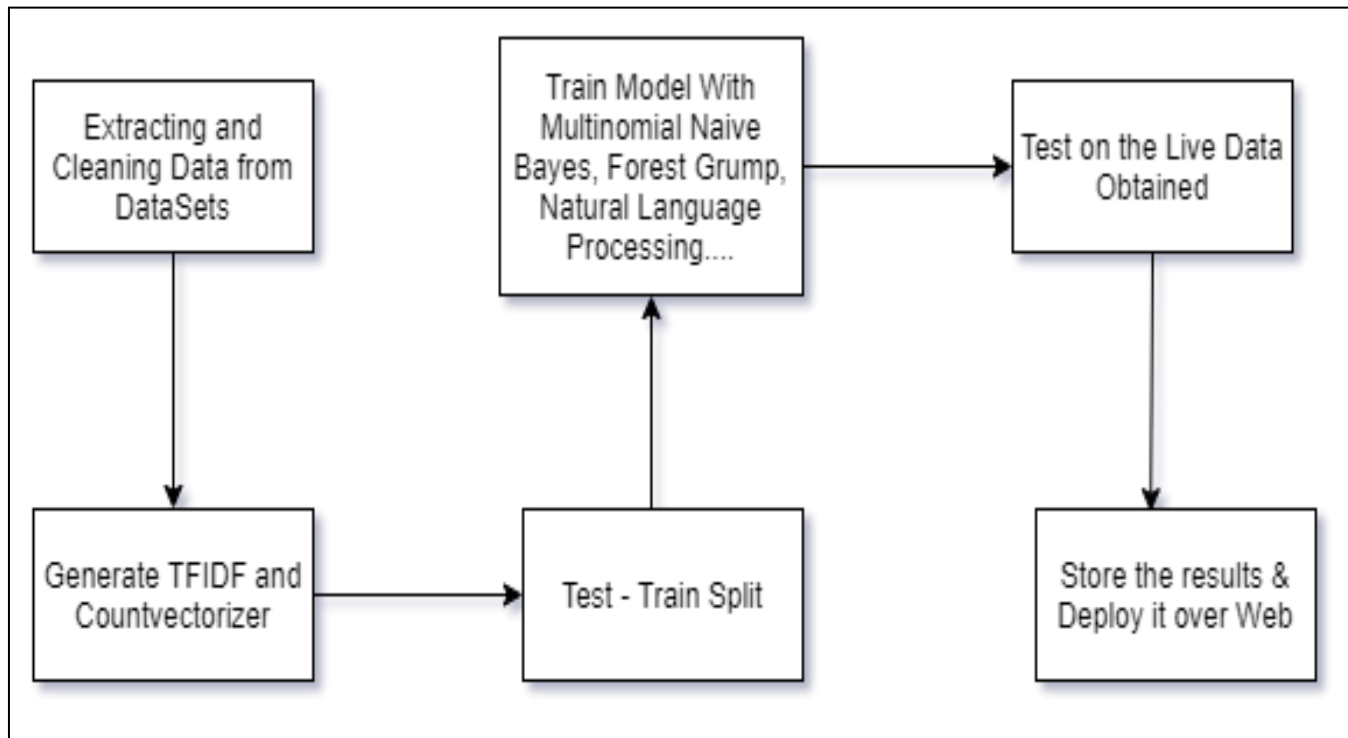 Extracting and
Cleaning Data from
DataSets
Generate TFIDF and
Countvectorizer
Test - Train Split
Train Model With
Multinomial Naive
Bayes, Forest Grump,
Natural Language
Processing....
Test on the Live Data
Obtained
Store the results &
Deploy it over Web